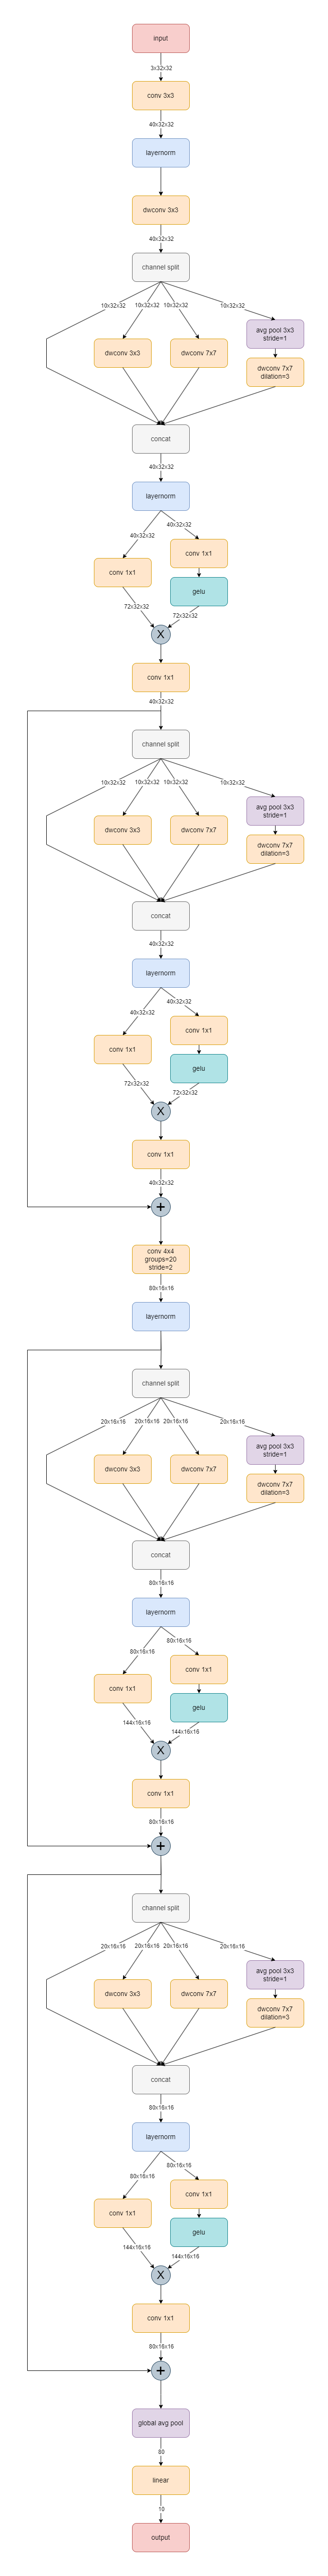 input
3x32x32
conv 3x3
40x32x32
layernorm
dwconv 3x3
40x32x32
channel split
10x32x32
10x32x32
10x32x32
10x32x32
avg pool 3x3
stride=1
dwconv 3x3
dwconv 7x7
dwconv 7x7
dilation=3
concat
40x32x32
layernorm
40x32x32
40x32x32
conv 1x1
conv 1x1
gelu
72x32x32
72x32x32
X
conv 1x1
40x32x32
channel split
10x32x32
10x32x32
10x32x32
10x32x32
avg pool 3x3
stride=1
dwconv 3x3
dwconv 7x7
dwconv 7x7
dilation=3
concat
40x32x32
layernorm
40x32x32
40x32x32
conv 1x1
conv 1x1
gelu
72x32x32
72x32x32
X
conv 1x1
40x32x32
+
conv 4x4
groups=20
stride=2
80x16x16
layernorm
channel split
20x16x16
20x16x16
20x16x16
20x16x16
avg pool 3x3
stride=1
dwconv 3x3
dwconv 7x7
dwconv 7x7
dilation=3
concat
80x16x16
layernorm
80x16x16
80x16x16
conv 1x1
conv 1x1
gelu
144x16x16
144x16x16
X
conv 1x1
80x16x16
+
channel split
20x16x16
20x16x16
20x16x16
20x16x16
avg pool 3x3
stride=1
dwconv 3x3
dwconv 7x7
dwconv 7x7
dilation=3
concat
80x16x16
layernorm
80x16x16
80x16x16
conv 1x1
conv 1x1
gelu
144x16x16
144x16x16
X
conv 1x1
80x16x16
+
global avg pool
80
linear
10
output